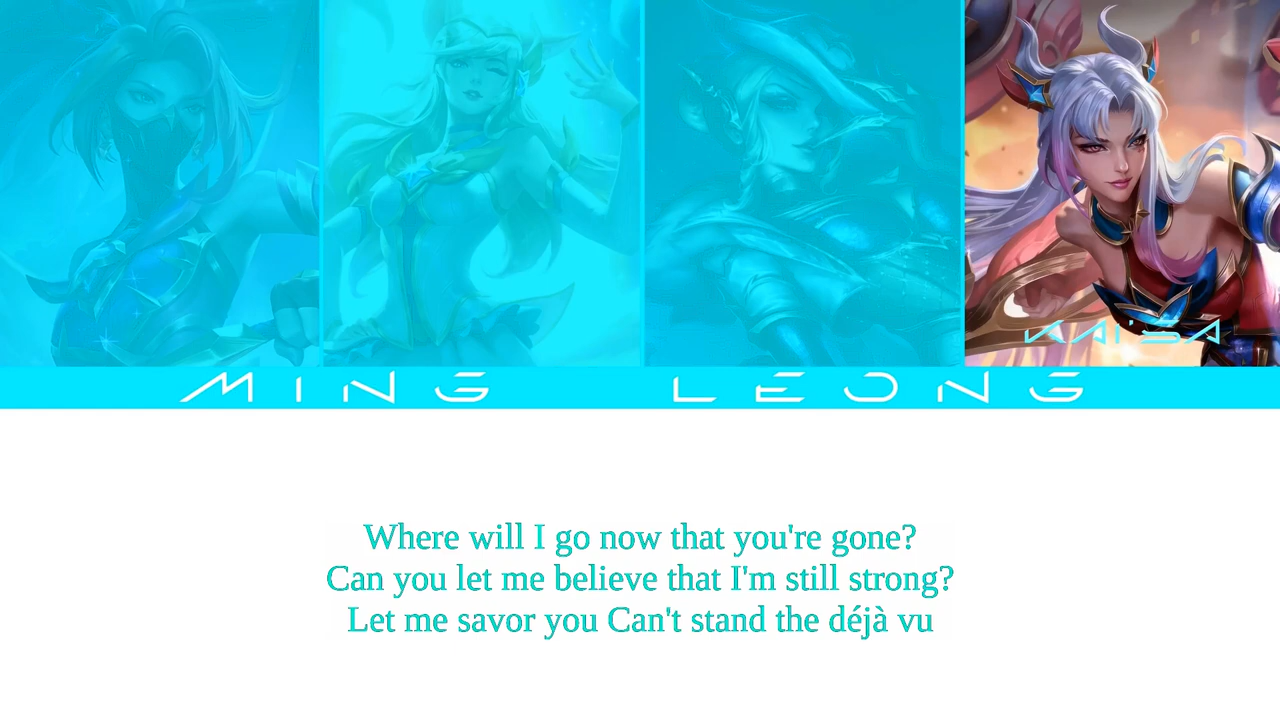 KAI'SA
MING LEONG
Where will I go now that you're gone?
Can you let me believe that I'm still strong?
Let me savor you Can't stand the déjà vu